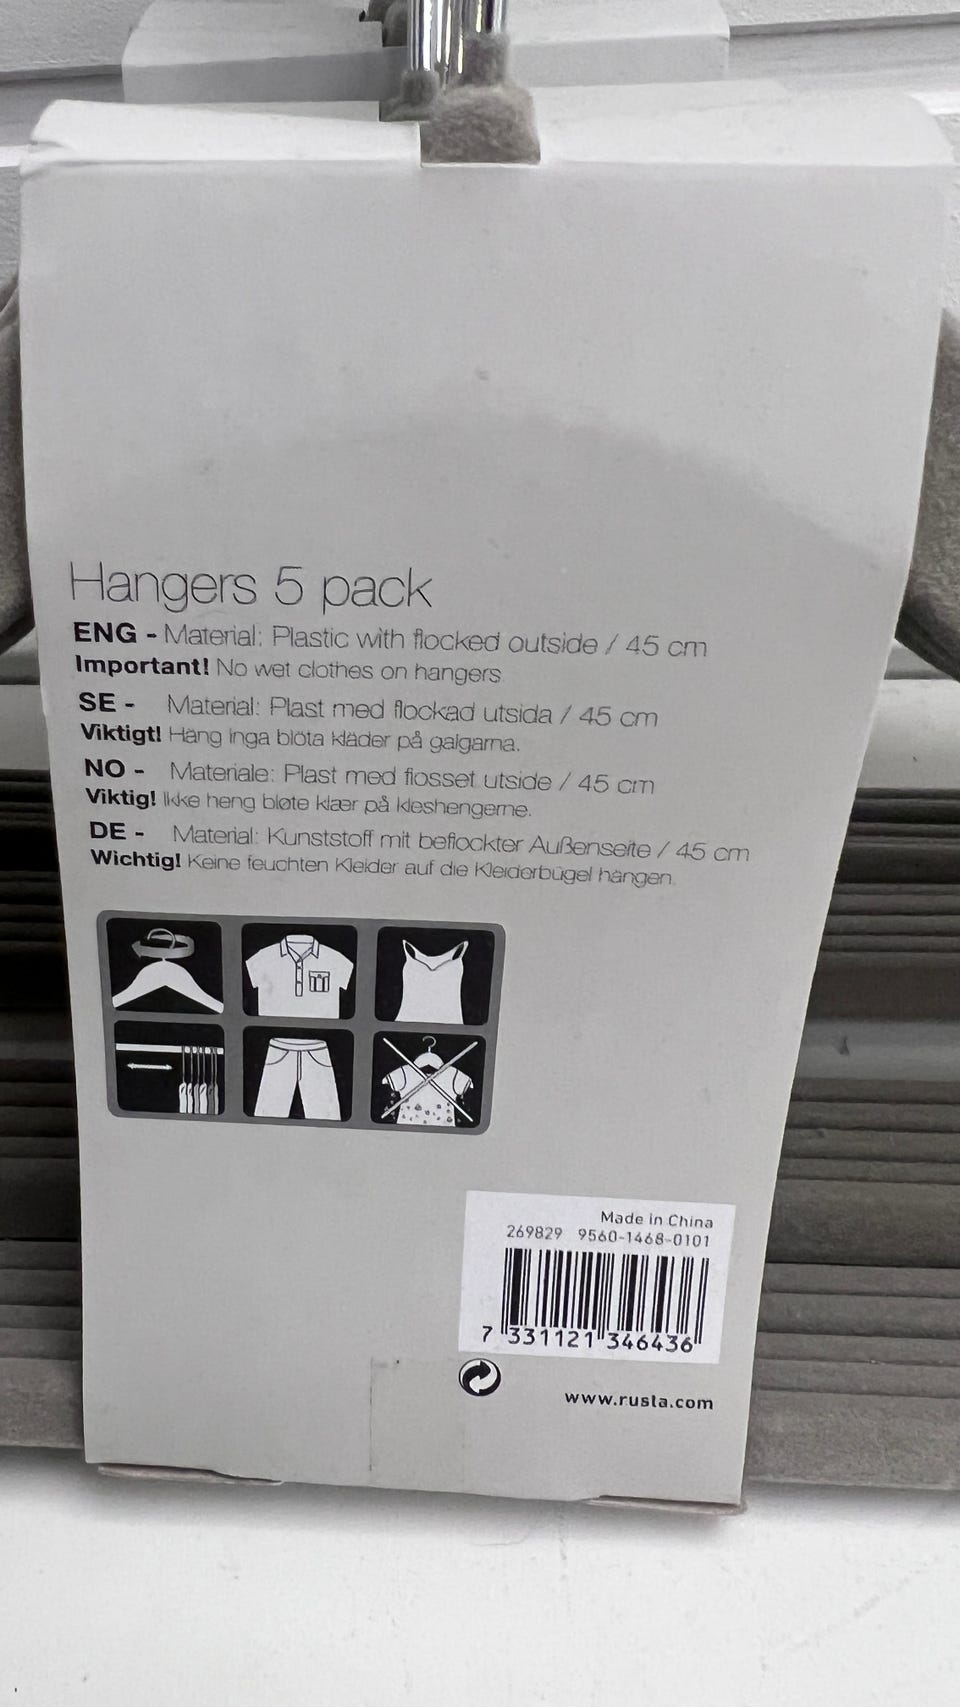 Hangers 5 pack
ENG - Material: Plastic with flocked outside / 45 cm
Important! No wet clothes on hangers.
SE - Material: Plast med flockad utsida / 45 cm
Viktigt! Häng inga blöta kläder på galgarna.
NO - Materiale: Plast med flosset utside / 45 cm
Viktig! Ikke heng bløte klær på kleshengerne.
DE - Material: Kunststoff mit beflockter Außenseite / 45 cm
Wichtig! Keine feuchten Kleider auf die Kleiderbügel hängen.
Made in China
269829 9560-1468-0101
7 331121 346436
www.rusta.com